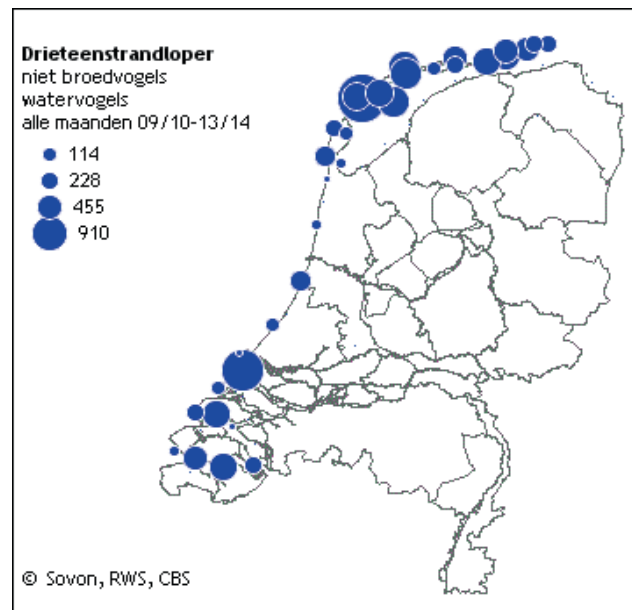 Drieteenstrandloper
niet broedvogels
watervogels
alle maanden 09/10-13/14
114
228
455
910
© Sovon, RWS, CBS